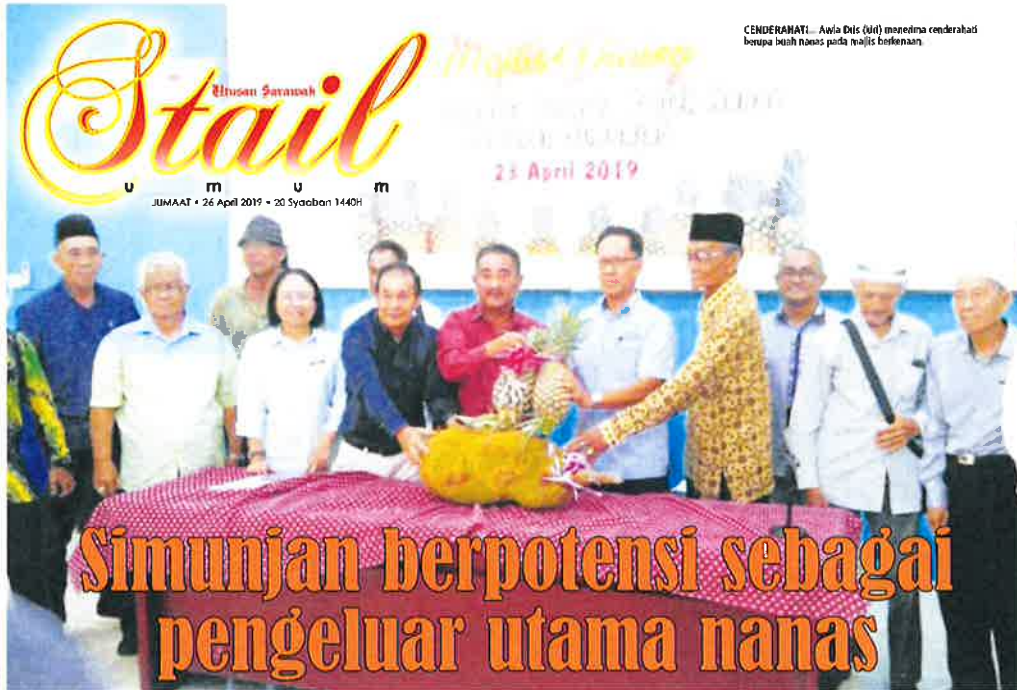 CENDERAHATI... Awla Dris (kiri) menerima cenderahati
berupa buah nanas pada majlis berkenaan.
Utusan Sarawak
Stail
umum
JUMAAT • 26 April 2019 • 20 Syaaban 1440H
23 April 2019
Simunjan berpotensi sebagai
pengeluar utama nanas